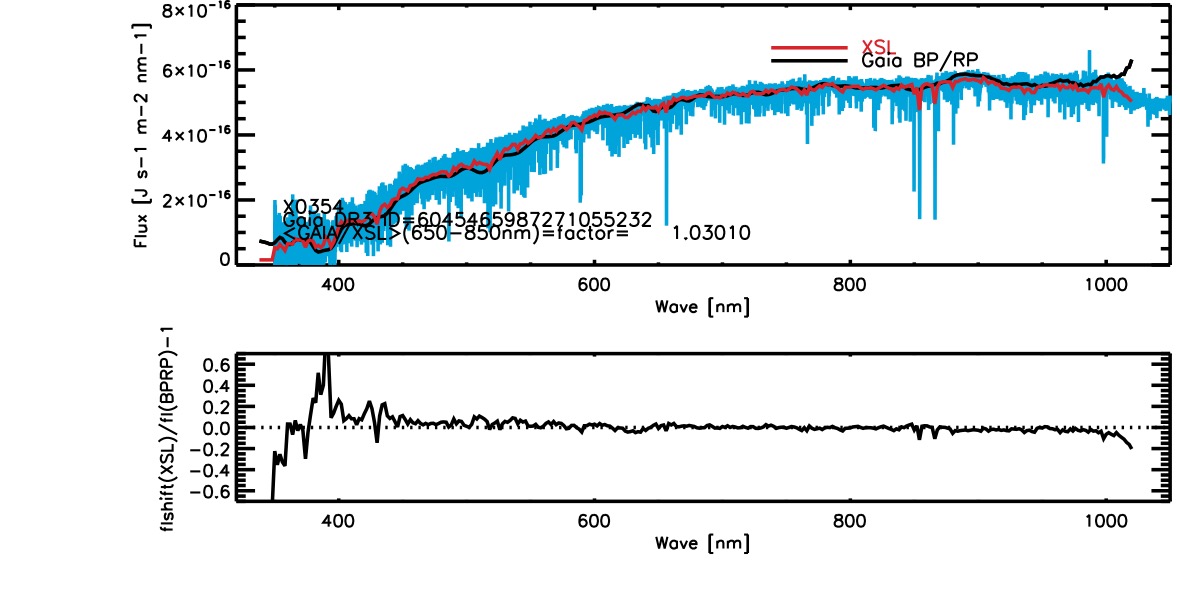 8×10−16
6×10−16
4×10−16
2×10−16
0
Flux [J s−1 m−2 nm−1]
XSL
Gaia BP/RP
X0354
Gaia DR3 ID=6045465987271055232
<GAIA/XSL>(650−850nm)=factor= 1.03010
400 600 800 1000
Wave [nm]
flshift(XSL)/fl(BPRP)−1
0.6
0.4
0.2
0.0
−0.2
−0.4
−0.6
400 600 800 1000
Wave [nm]